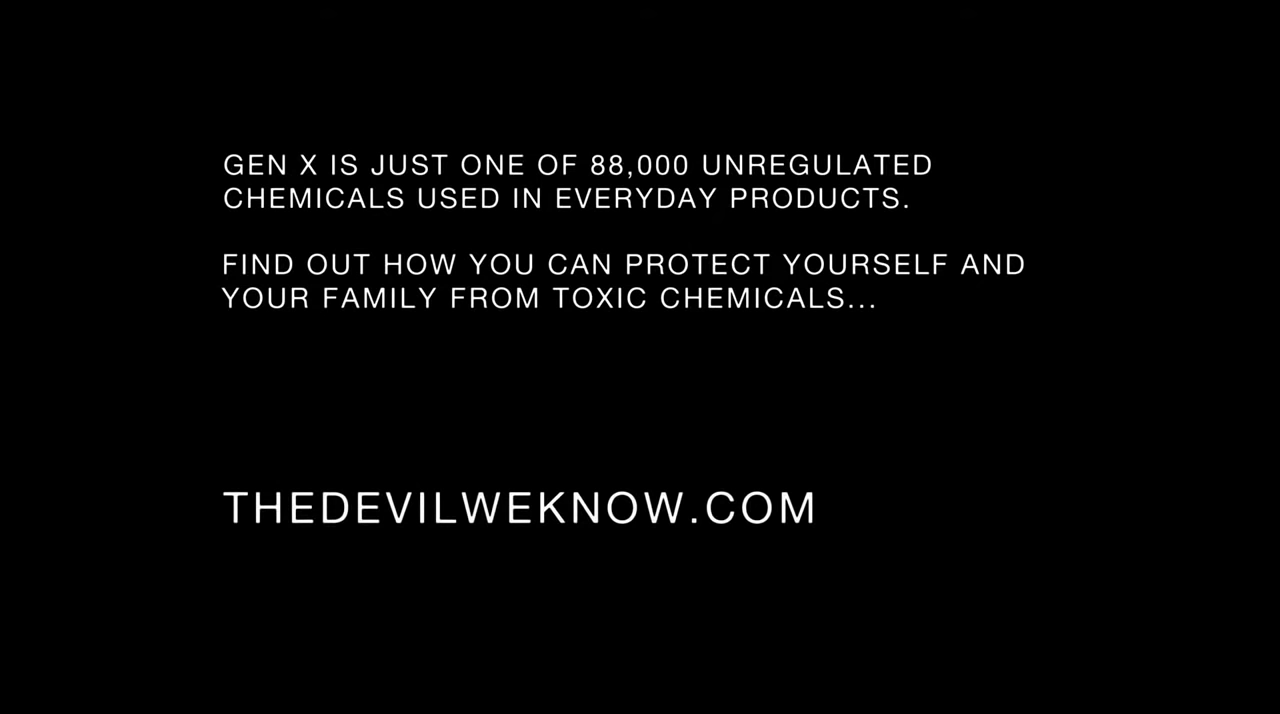 GEN X IS JUST ONE OF 88,000 UNREGULATED
CHEMICALS USED IN EVERYDAY PRODUCTS.
FIND OUT HOW YOU CAN PROTECT YOURSELF AND
YOUR FAMILY FROM TOXIC CHEMICALS...
THEDEVILWEKNOW.COM